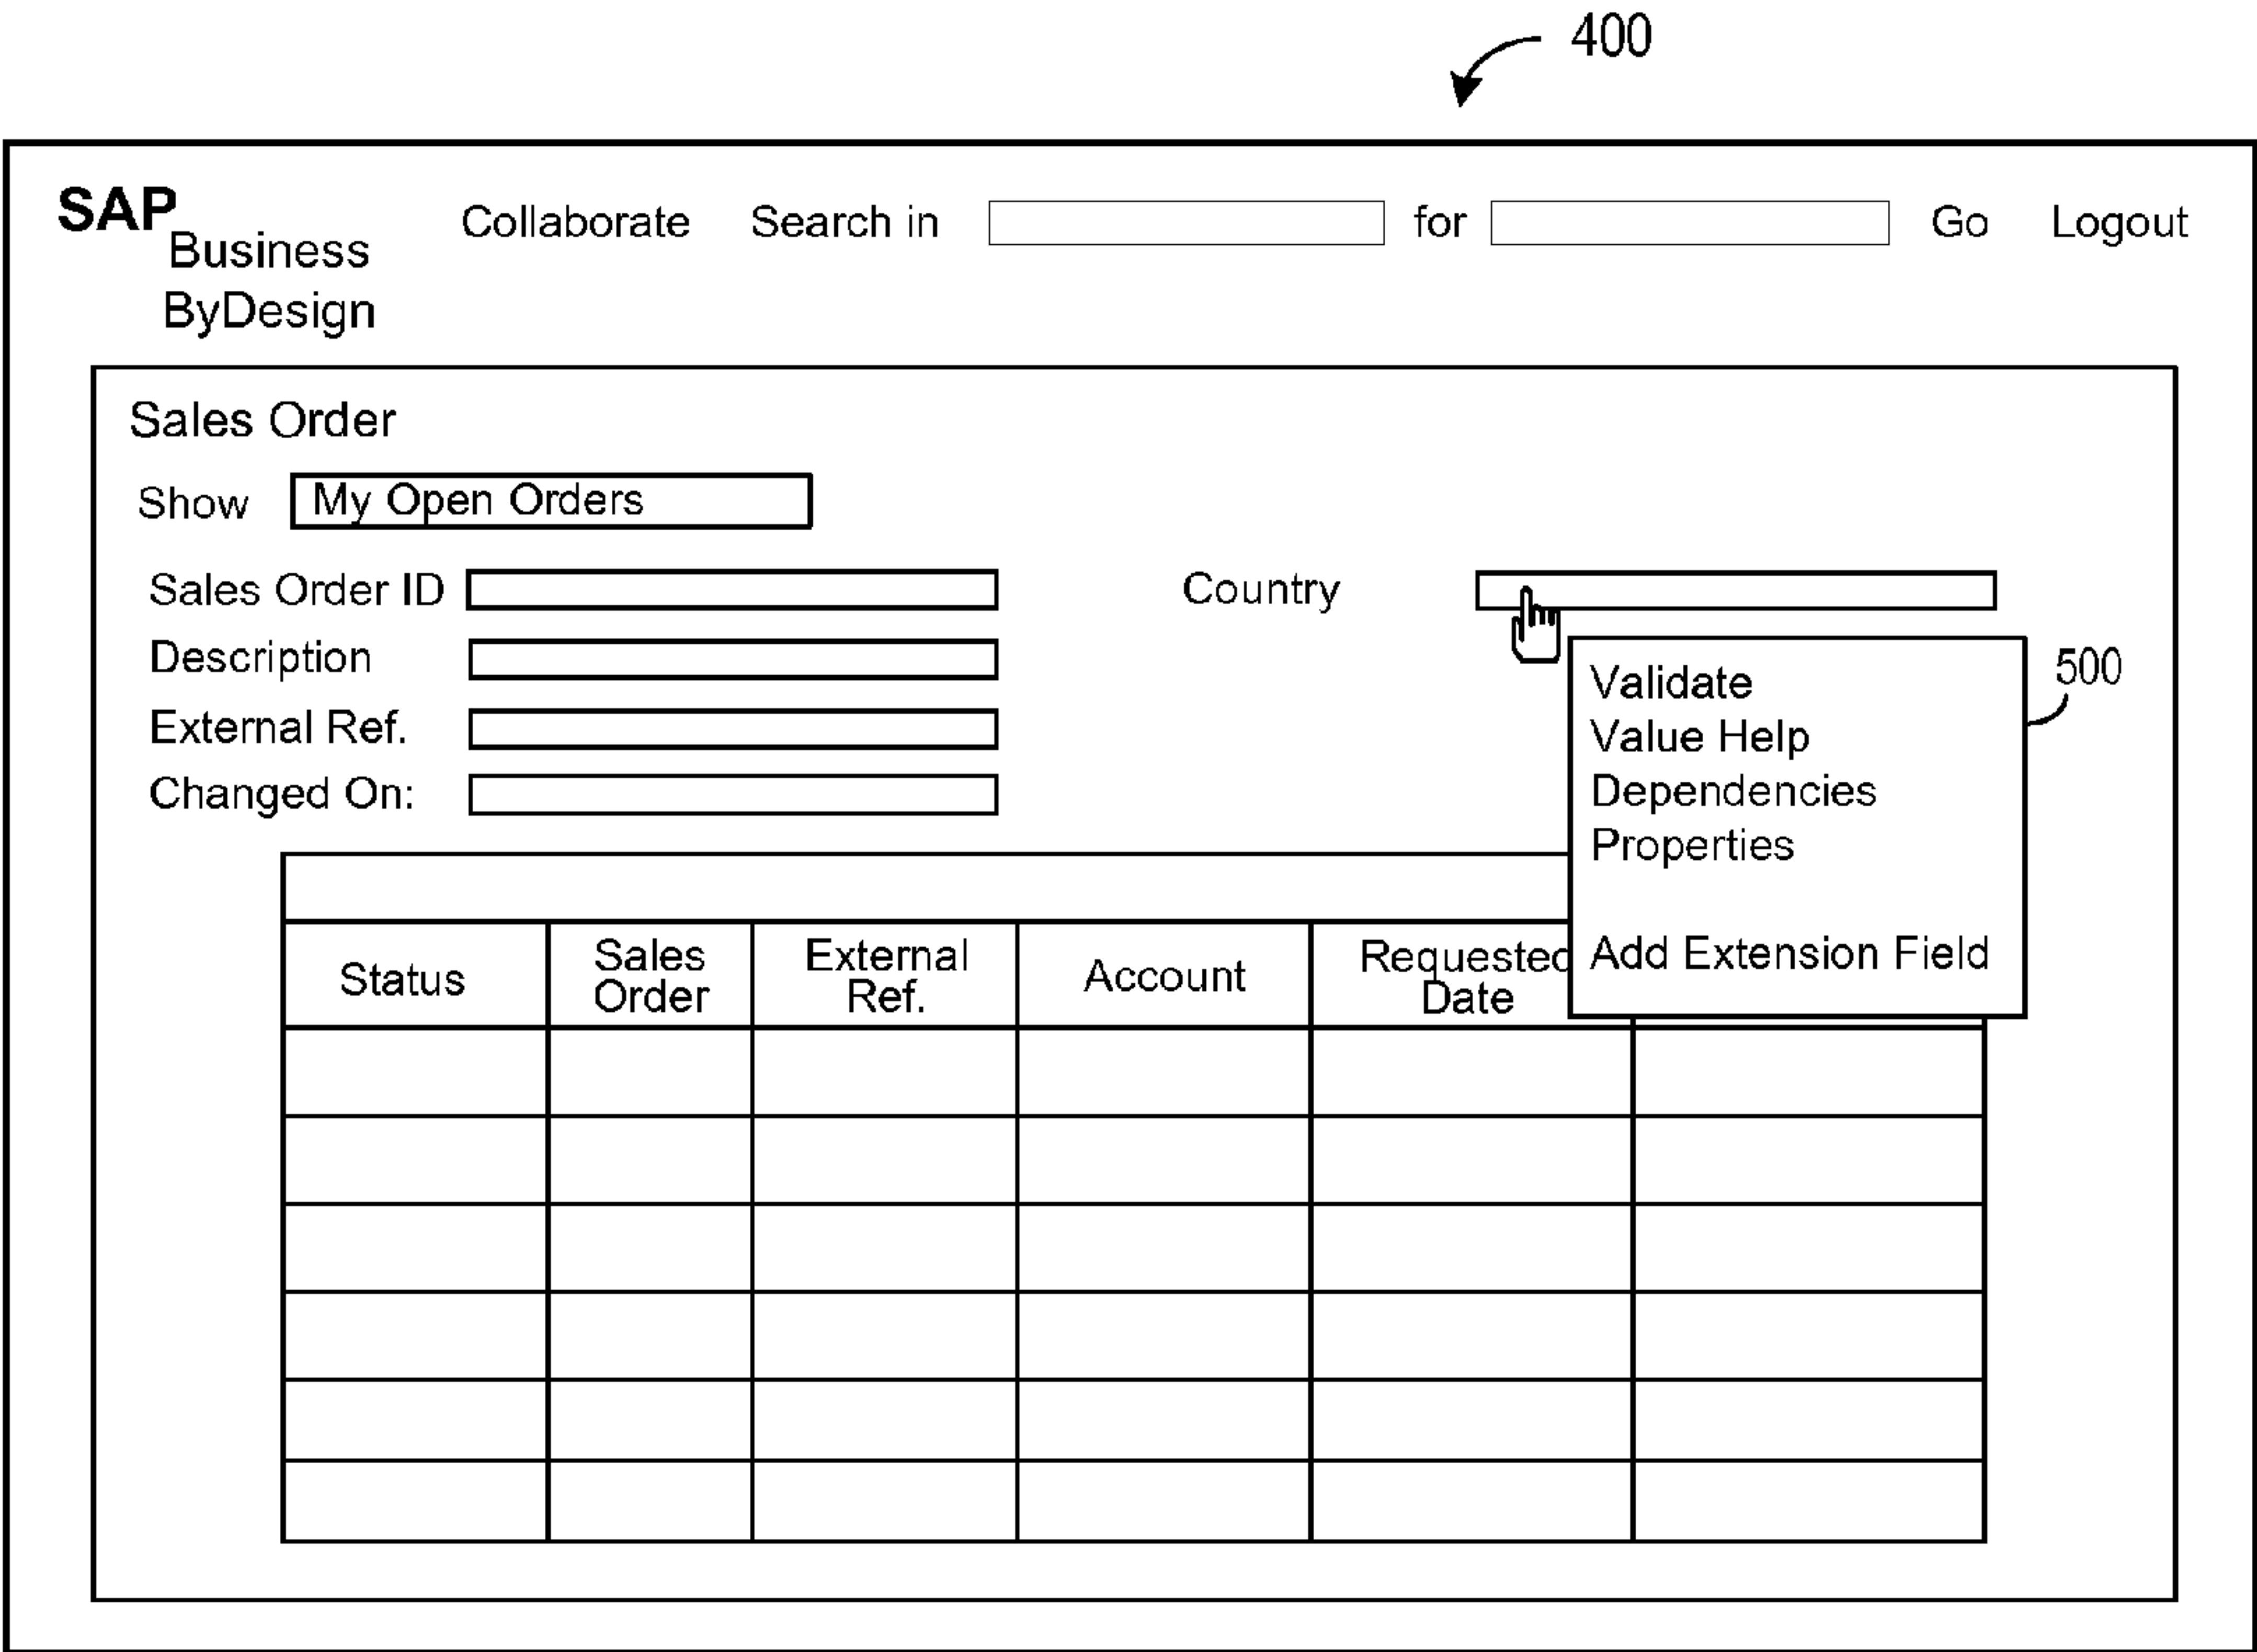 400
SAP
Business
ByDesign
Collaborate Search in for Go Logout
Sales Order
Show My Open Orders
Sales Order ID Country
Description
External Ref.
Changed On:
Validate
Value Help
Dependencies
Properties
Add Extension Field
500
Status
Sales
Order
External
Ref.
Account
Requested
Date